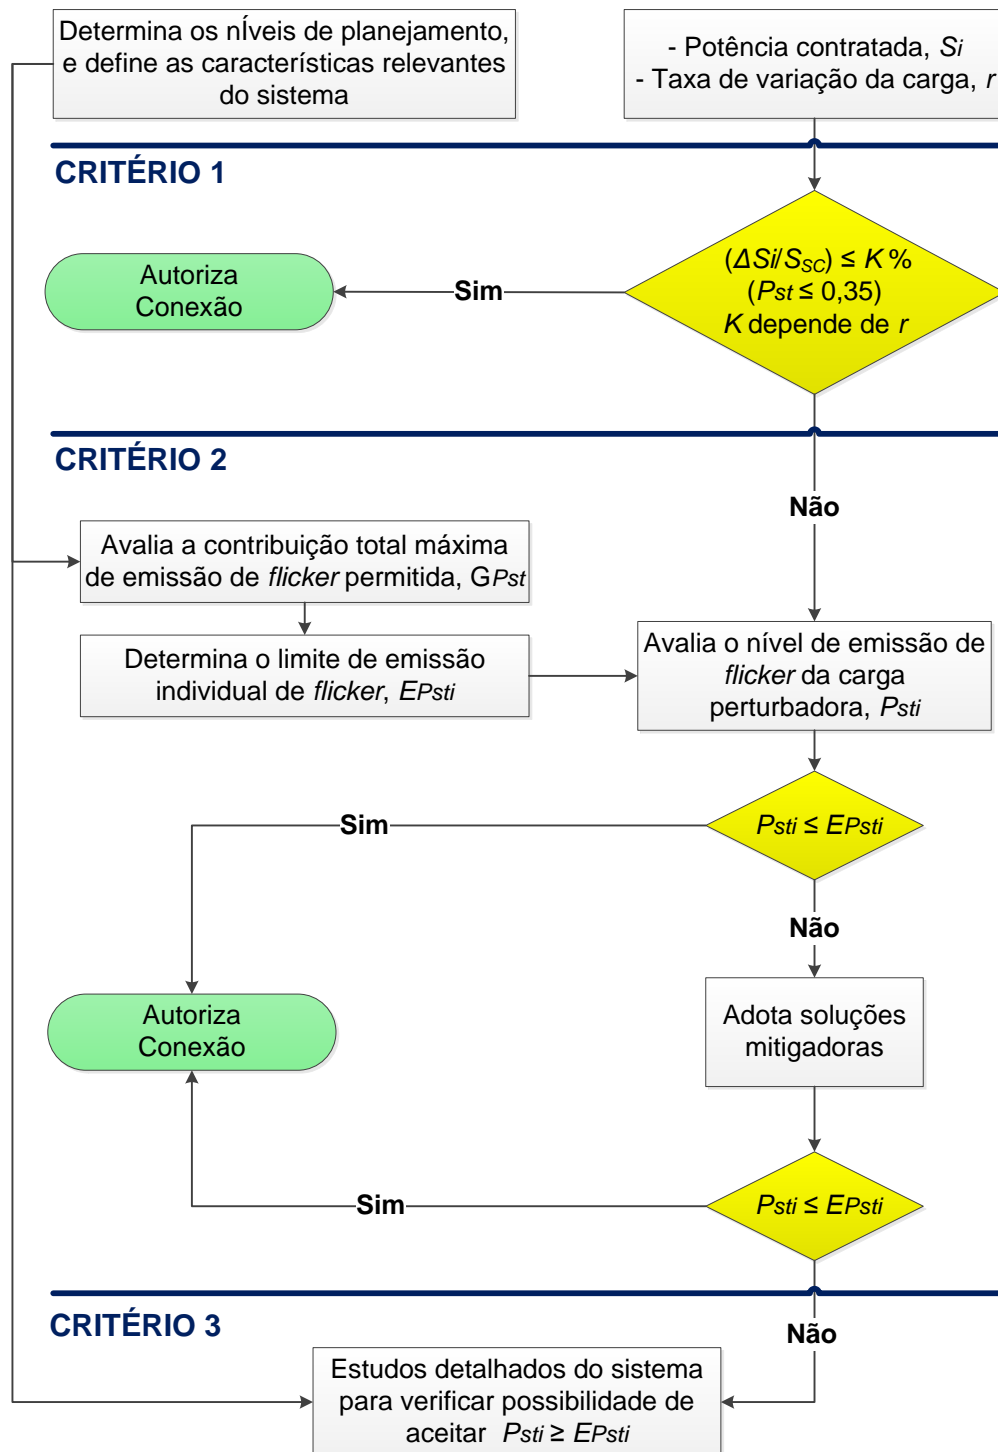 Determina os nÍveis de planejamento,
e define as características relevantes
do sistema
- Potência contratada, Si
- Taxa de variação da carga, r
CRITÉRIO 1
(ΔSi/SSC) ≤ K %
(Pst ≤ 0,35)
K depende de r
Sim
Autoriza
Conexão
CRITÉRIO 2
Não
Avalia a contribuição total máxima
de emissão de flicker permitida, GPst
Determina o limite de emissão
individual de flicker, EPsti
Avalia o nível de emissão de
flicker da carga
perturbadora, Psti
Psti ≤ EPsti
Sim
Não
Autoriza
Conexão
Adota soluções
mitigadoras
Psti ≤ EPsti
Sim
CRITÉRIO 3
Não
Estudos detalhados do sistema
para verificar possibilidade de
aceitar Psti ≥ EPsti